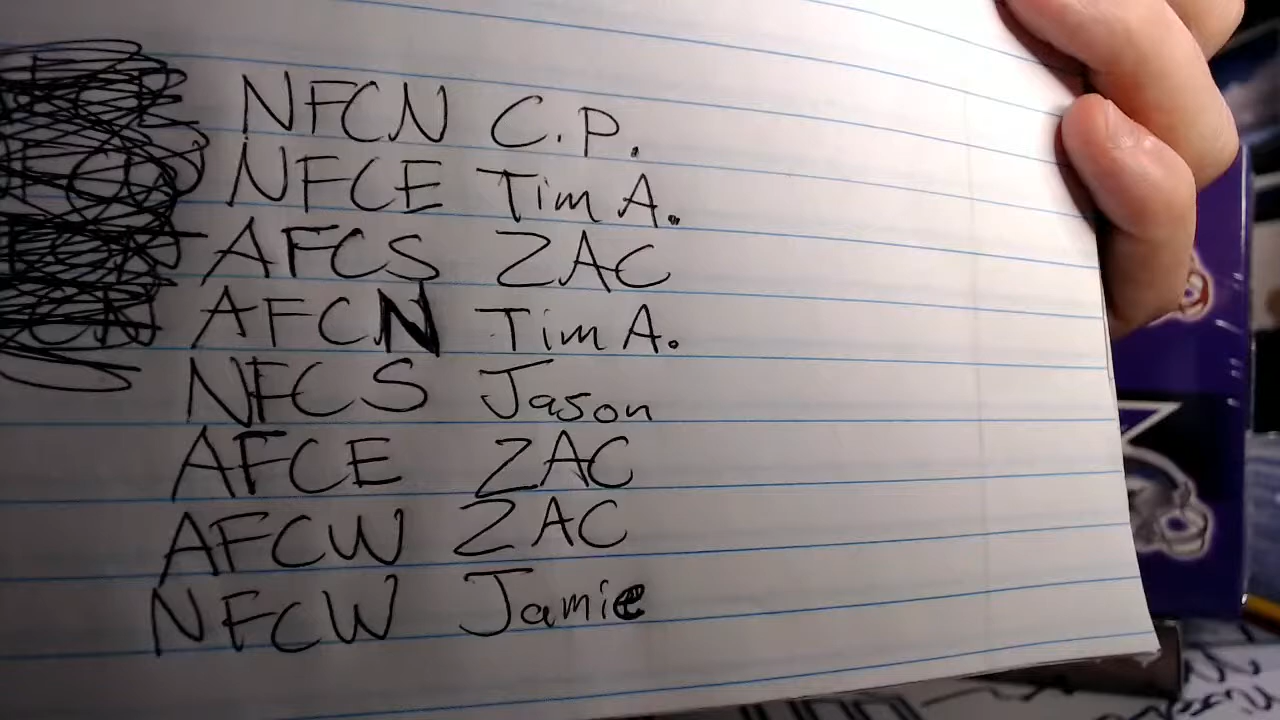 NFCN C.P.
NFCE Tim A.
AFCS ZAC
AFCN Tim A.
NFCS Jason
AFCE ZAC
AFCW ZAC
NFCW Jamie